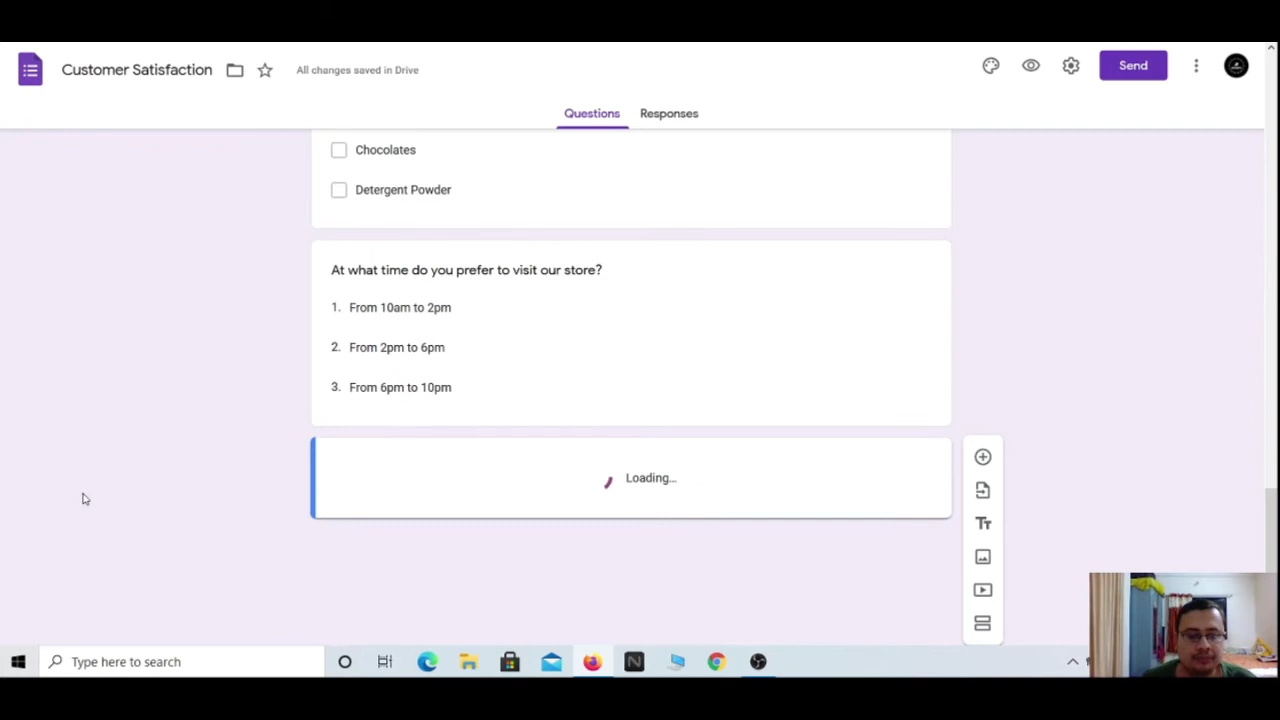 Customer Satisfaction
All changes saved in Drive
Send
Questions
Responses
Chocolates
Detergent Powder
At what time do you prefer to visit our store?
1. From 10am to 2pm
2. From 2pm to 6pm
3. From 6pm to 10pm
Loading...
Tт
Type here to search
N